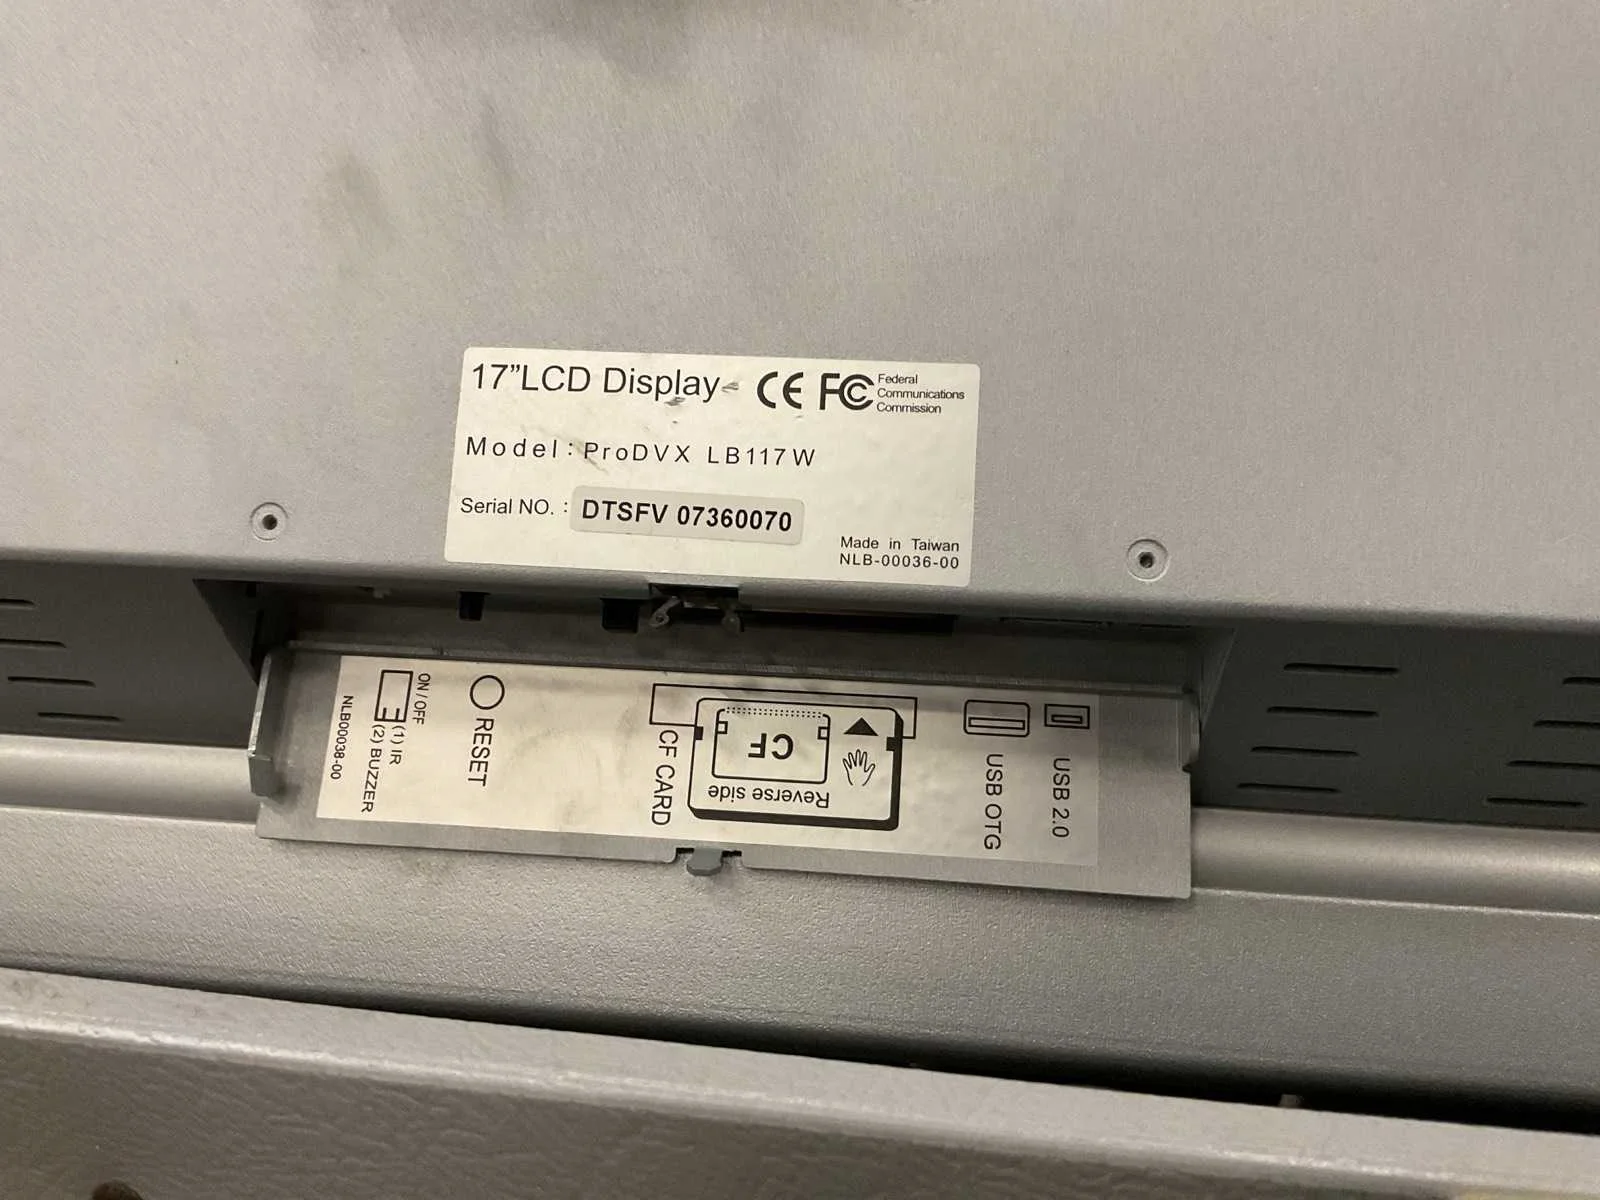 17”LCD Display CE FC Federal
Communications
Commission
Model : ProDVX LB117W
Serial NO. : DTSFV 07360070
Made in Taiwan
NLB-00036-00
ON / OFF
(1) IR
(2) BUZZER
NLB00038-00
RESET
CF CARD
CF
Reverse side
USB OTG
USB 2.0